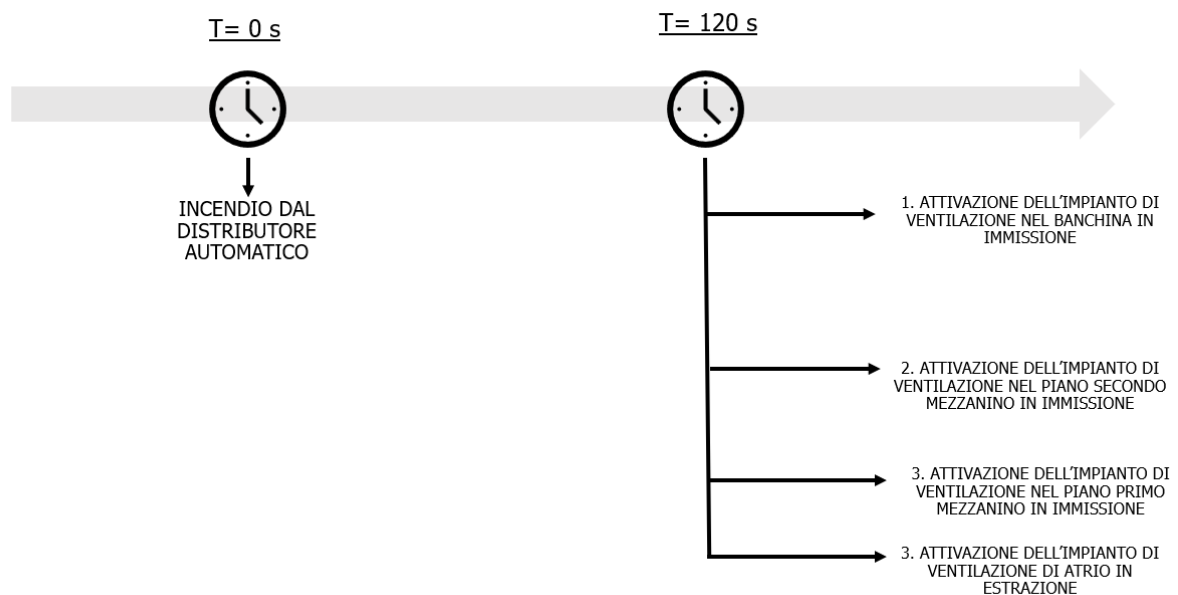 T= 0 s
T= 120 s
INCENDIO DAL
DISTRIBUTORE
AUTOMATICO
1. ATTIVAZIONE DELL'IMPIANTO DI
VENTILAZIONE NEL BANCHINA IN
IMMISSIONE
2. ATTIVAZIONE DELL'IMPIANTO DI
VENTILAZIONE NEL PIANO SECONDO
MEZZANINO IN IMMISSIONE
3. ATTIVAZIONE DELL'IMPIANTO DI
VENTILAZIONE NEL PIANO PRIMO
MEZZANINO IN IMMISSIONE
3. ATTIVAZIONE DELL'IMPIANTO DI
VENTILAZIONE DI ATRIO IN
ESTRAZIONE